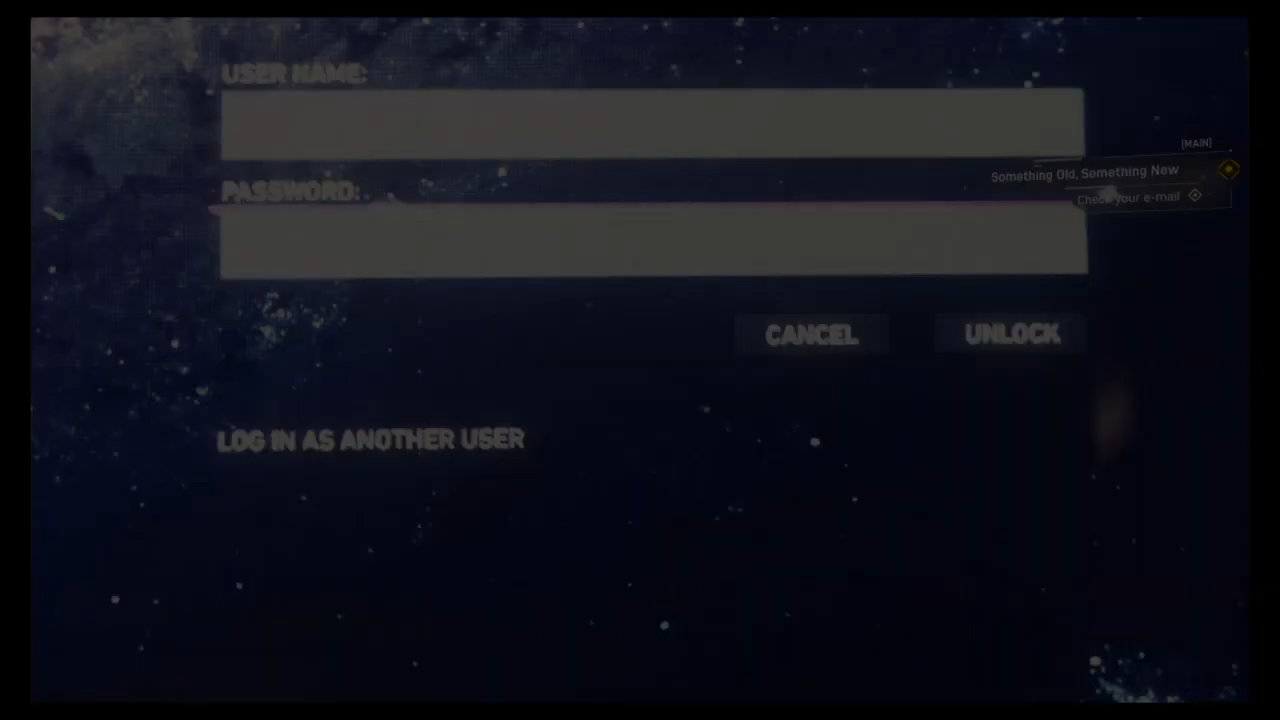 USER NAME:
[MAIN]
Something Old, Something New
PASSWORD:
Check your e-mail
CANCEL
UNLOCK
LOG IN AS ANOTHER USER